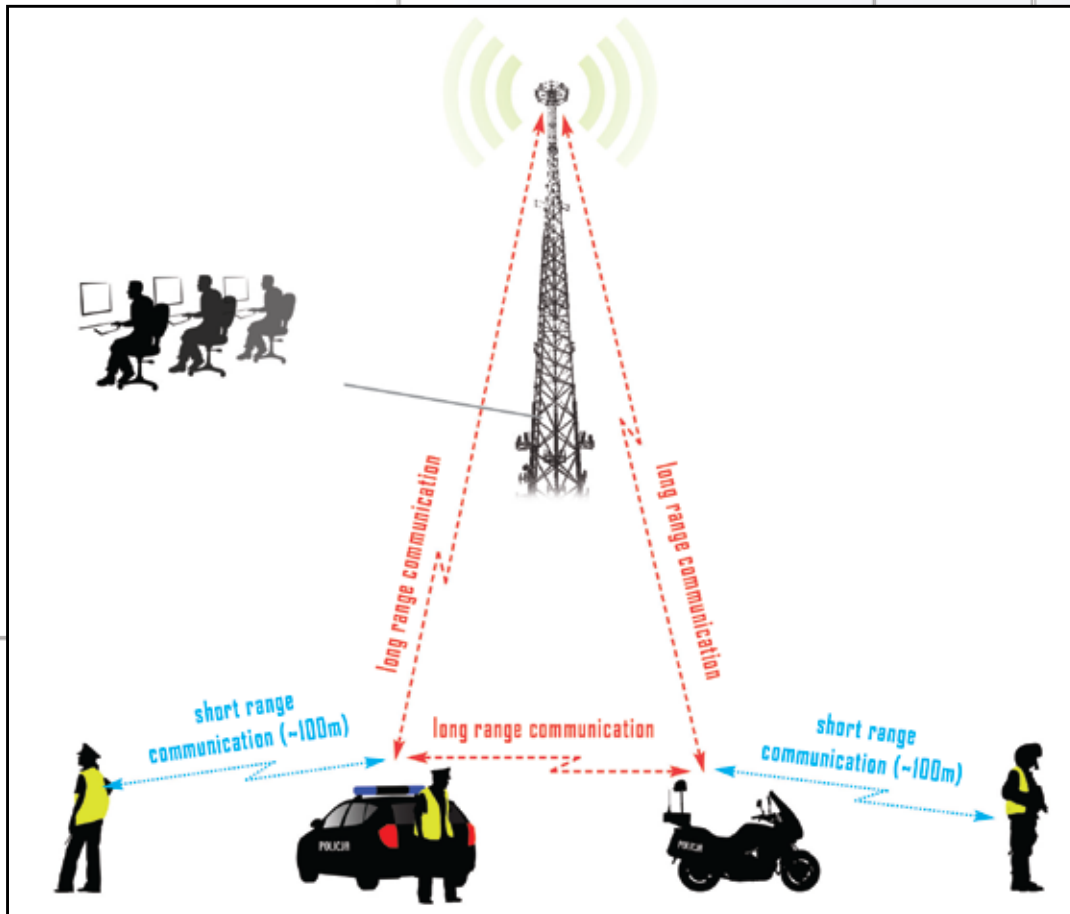 long range communication
long range communication
short range
communication (~100m)
long range communication
short range
communication (~100m)
POLICJA
POLICJA